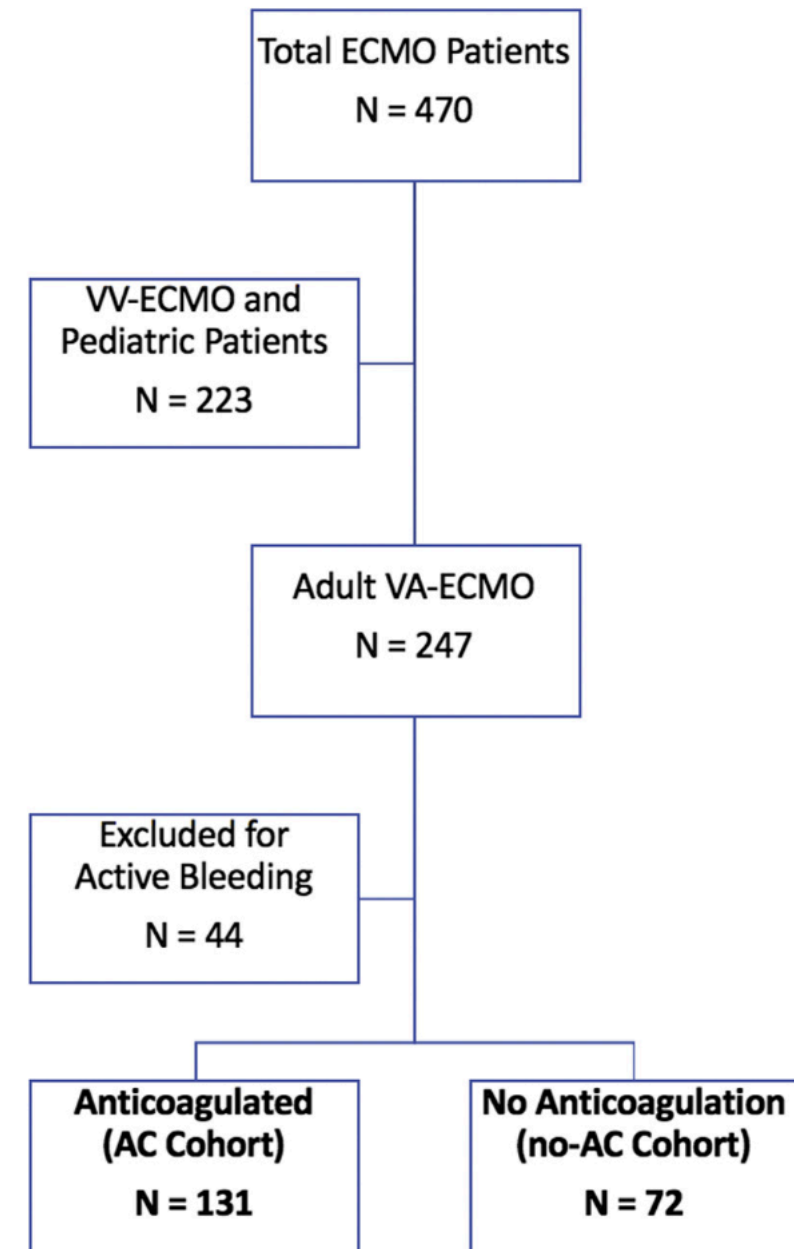 Total ECMO Patients
N = 470
VV-ECMO and
Pediatric Patients
N = 223
Adult VA-ECMO
N = 247
Excluded for
Active Bleeding
N = 44
Anticoagulated
(AC Cohort)
N = 131
No Anticoagulation
(no-AC Cohort)
N = 72